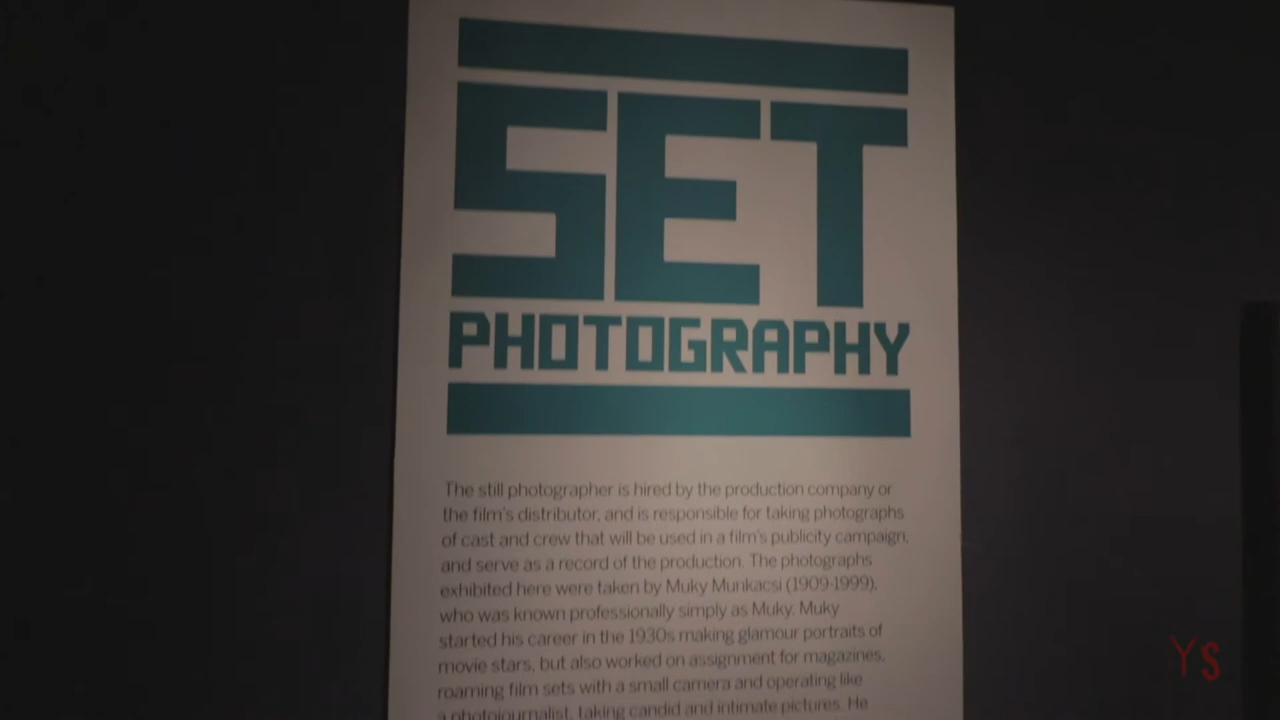 SET
PHOTOGRAPHY
The still photographer is hired by the production company or
the film's distributor, and is responsible for taking photographs
of cast and crew that will be used in a film's publicity campaign,
and serve as a record of the production. The photographs
exhibited here were taken by Muky Munkacsi (1909-1999),
who was known professionally simply as Muky. Muky
started his career in the 1930s making glamour portraits of
movie stars, but also worked on assignment for magazines,
roaming film sets with a small camera and operating like
a photojournalist, taking candid and intimate pictures. He
YS